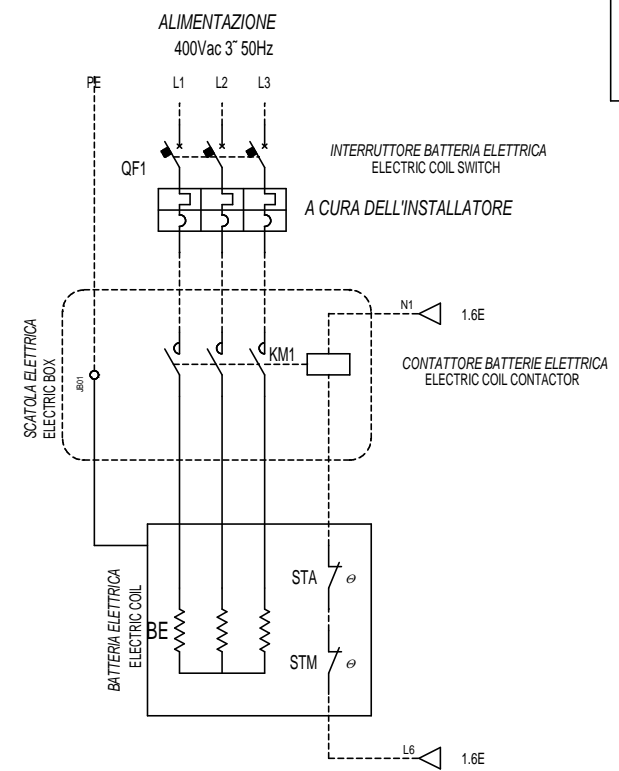 ALIMENTAZIONE
400Vac 3~ 50Hz
PE L1 L2 L3
QF1
INTERRUTTORE BATTERIA ELETTRICA
ELECTRIC COIL SWITCH
A CURA DELL'INSTALLATORE
N1 1.6E
SCATOLA ELETTRICA
ELECTRIC BOX
JB01
KM1
CONTATTORE BATTERIE ELETTRICA
ELECTRIC COIL CONTACTOR
BATTERIA ELETTRICA
ELECTRIC COIL
BE
STA Θ
STM Θ
L6 1.6E